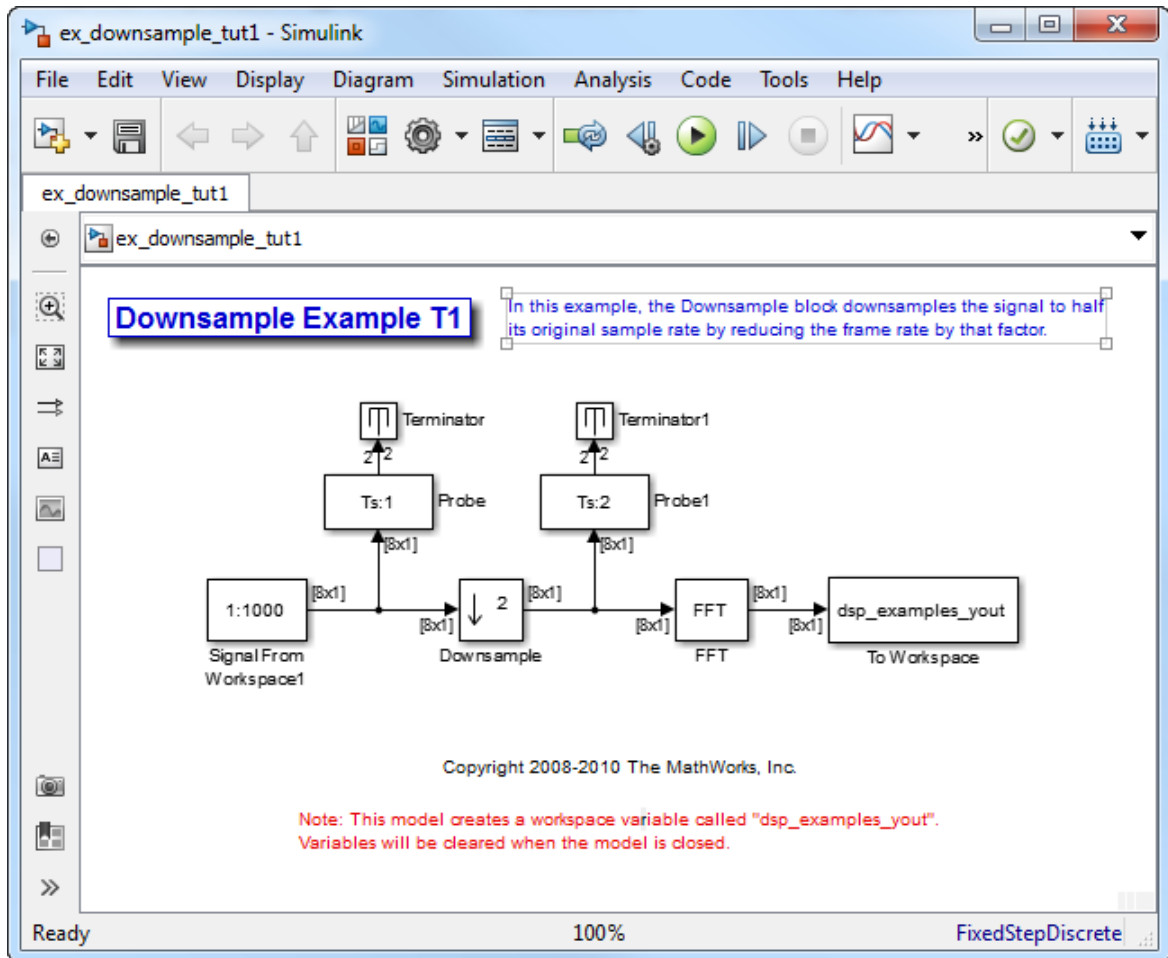 ex_downsample_tut1 - Simulink
File Edit View Display Diagram Simulation Analysis Code Tools Help
ex_downsample_tut1
ex_downsample_tut1
Downsample Example T1
In this example, the Downsample block downsamples the signal to half
its original sample rate by reducing the frame rate by that factor.
Terminator
Terminator1
2 2
2 2
Ts:1
Probe
Ts:2
Probe1
[8x1]
[8x1]
1:1000
[8x1]
[8x1]
2
[8x1]
[8x1]
FFT
[8x1]
[8x1]
dsp_examples_yout
Signal From
Workspace1
Downsample
FFT
To Workspace
Copyright 2008-2010 The MathWorks, Inc.
Note: This model creates a workspace variable called "dsp_examples_yout".
Variables will be cleared when the model is closed.
Ready 100% FixedStepDiscrete